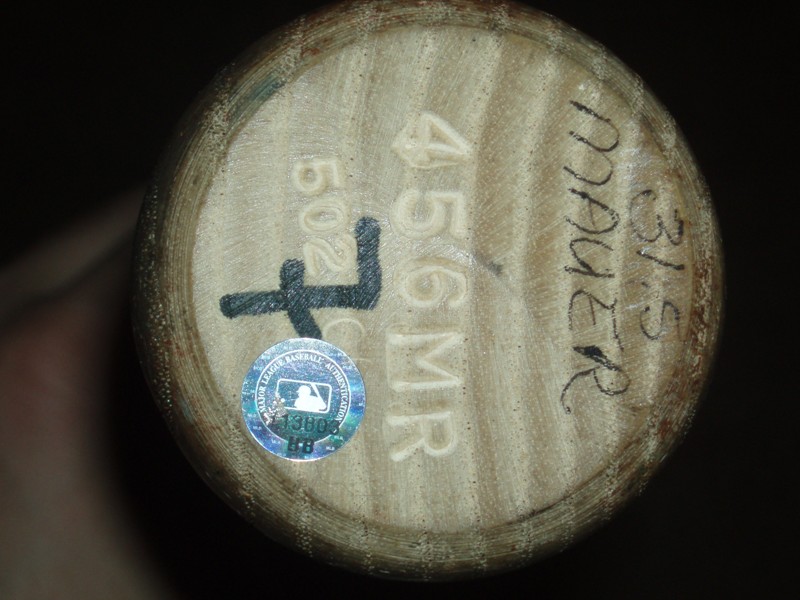 31.5
MAUER
456MR
502
7
MAJOR LEAGUE BASEBALL AUTHENTICATION